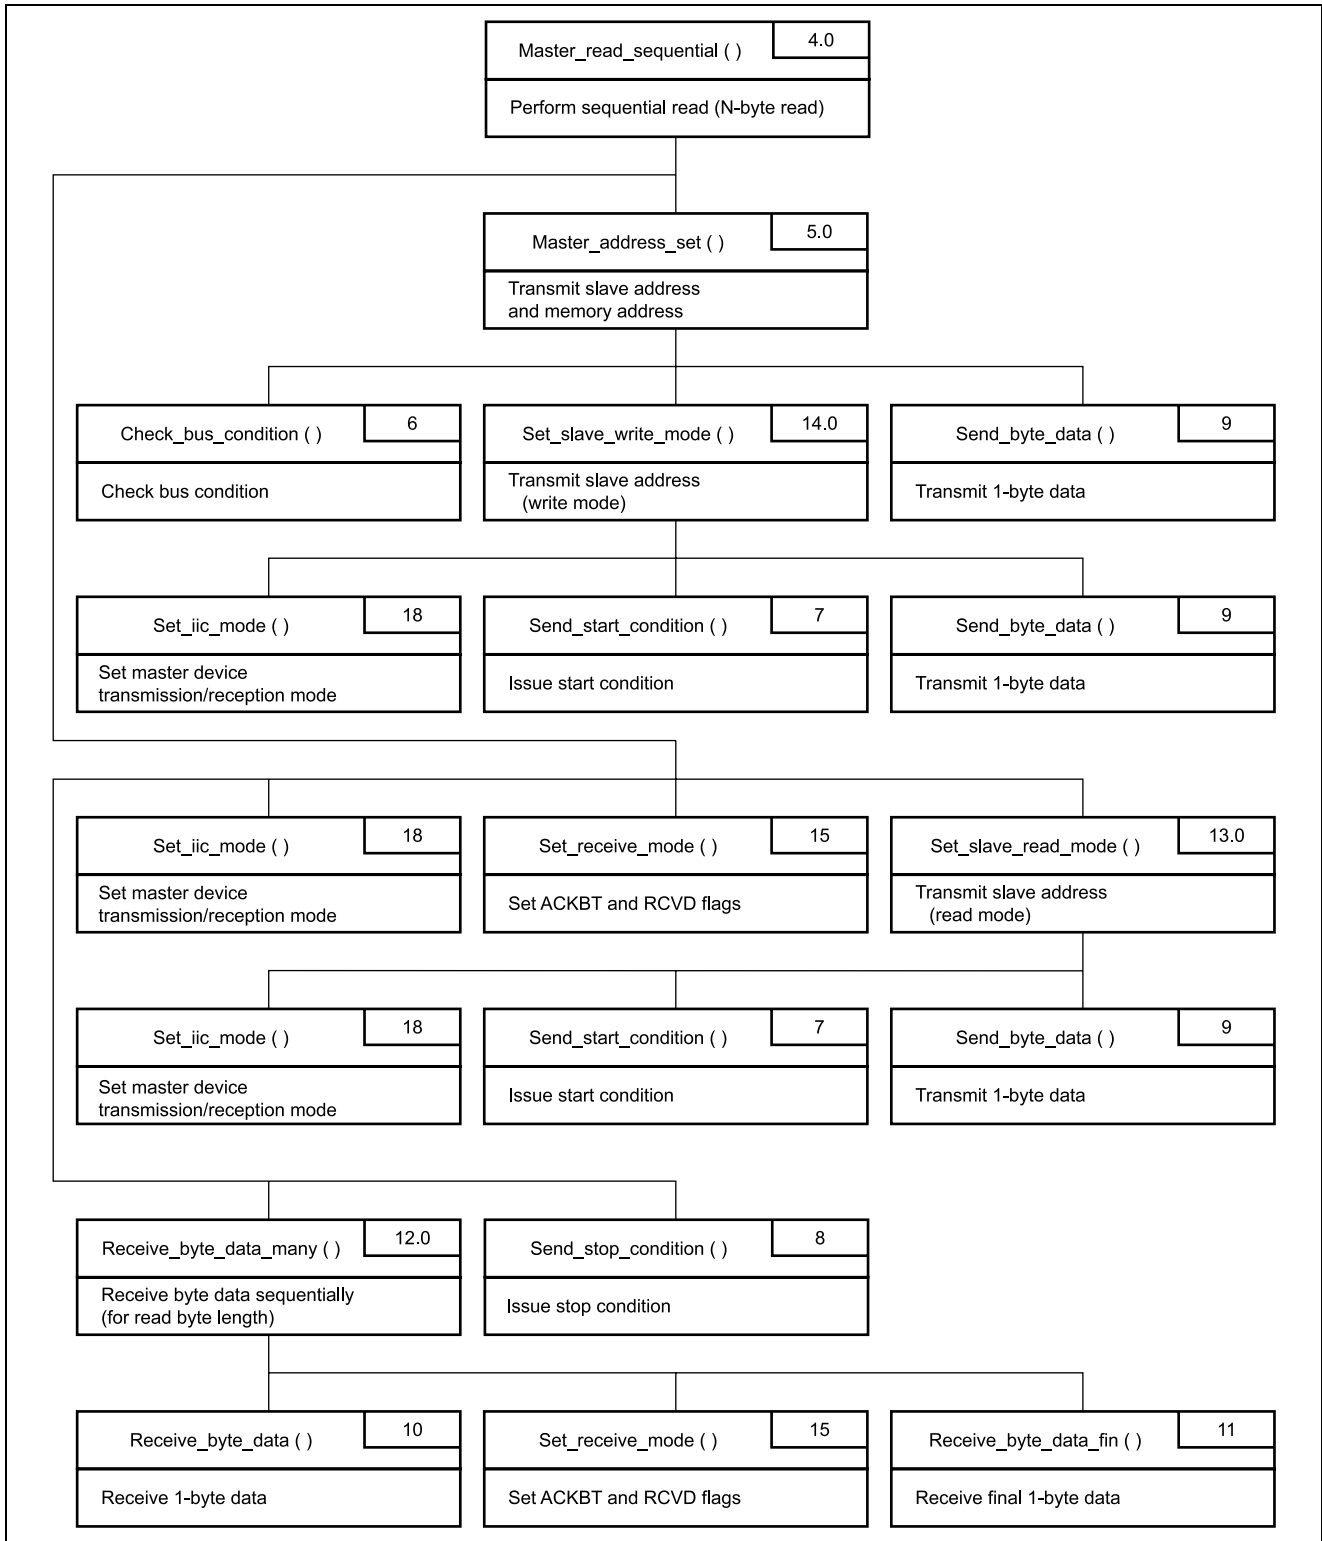 Master_read_sequential ( )
4.0
Perform sequential read (N-byte read)
Master_address_set ( )
5.0
Transmit slave address
and memory address
Check_bus_condition ( )
6
Check bus condition
Set_slave_write_mode ( )
14.0
Transmit slave address
(write mode)
Send_byte_data ( )
9
Transmit 1-byte data
Set_iic_mode ( )
18
Set master device
transmission/reception mode
Send_start_condition ( )
7
Issue start condition
Send_byte_data ( )
9
Transmit 1-byte data
Set_iic_mode ( )
18
Set master device
transmission/reception mode
Set_receive_mode ( )
15
Set ACKBT and RCVD flags
Set_slave_read_mode ( )
13.0
Transmit slave address
(read mode)
Set_iic_mode ( )
18
Set master device
transmission/reception mode
Send_start_condition ( )
7
Issue start condition
Send_byte_data ( )
9
Transmit 1-byte data
Receive_byte_data_many ( )
12.0
Receive byte data sequentially
(for read byte length)
Send_stop_condition ( )
8
Issue stop condition
Receive_byte_data ( )
10
Receive 1-byte data
Set_receive_mode ( )
15
Set ACKBT and RCVD flags
Receive_byte_data_fin ( )
11
Receive final 1-byte data